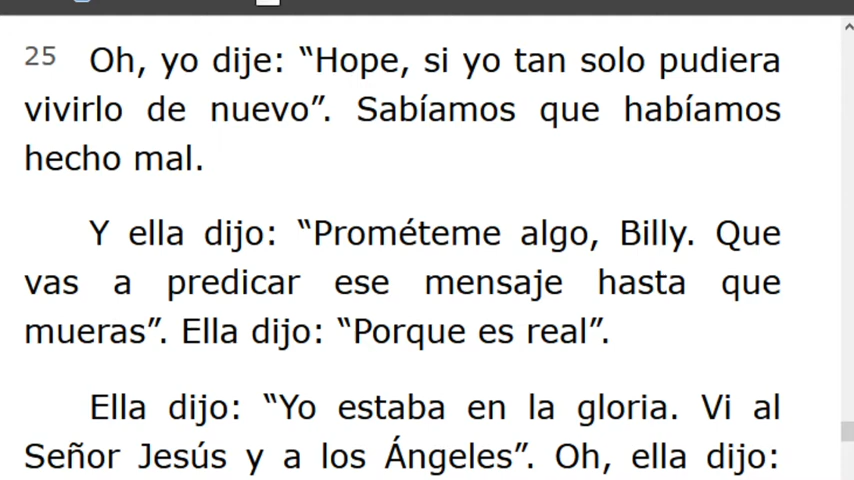 25 Oh, yo dije: “Hope, si yo tan solo pudiera
vivirlo de nuevo”. Sabíamos que habíamos
hecho mal.
Y ella dijo: “Prométeme algo, Billy. Que
vas a predicar ese mensaje hasta que
mueras”. Ella dijo: “Porque es real”.
Ella dijo: “Yo estaba en la gloria. Vi al
Señor Jesús y a los Ángeles”. Oh, ella dijo: